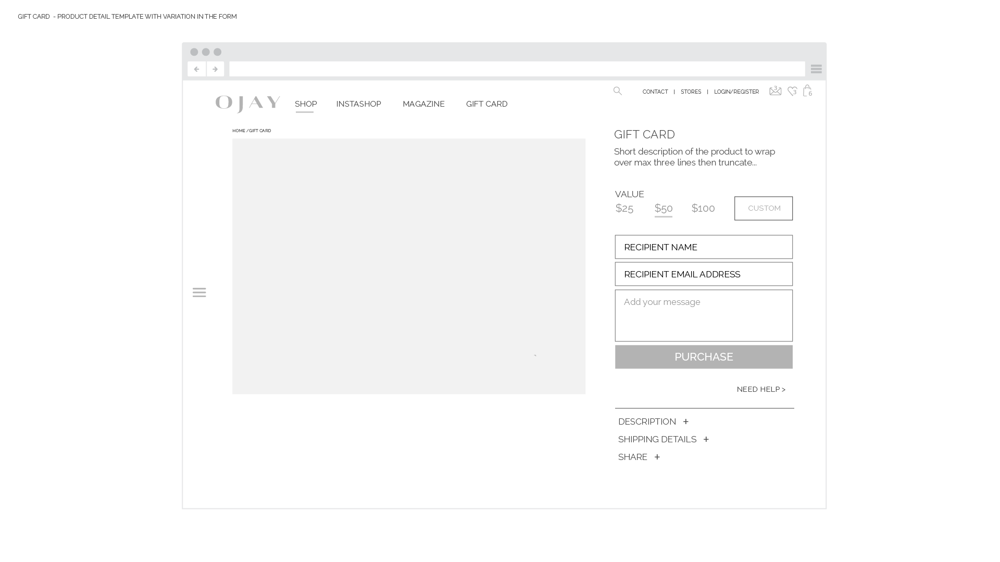 GIFT CARD - PRODUCT DETAIL TEMPLATE WITH VARIATION IN THE FORM
CONTACT | STORES | LOGIN/REGISTER 3 3 6
OJAY SHOP INSTASHOP MAGAZINE GIFT CARD
HOME / GIFT CARD
GIFT CARD
Short description of the product to wrap
over max three lines then truncate...
VALUE
$25 $50 $100 CUSTOM
RECIPIENT NAME
RECIPIENT EMAIL ADDRESS
Add your message
PURCHASE
NEED HELP >
DESCRIPTION +
SHIPPING DETAILS +
SHARE +